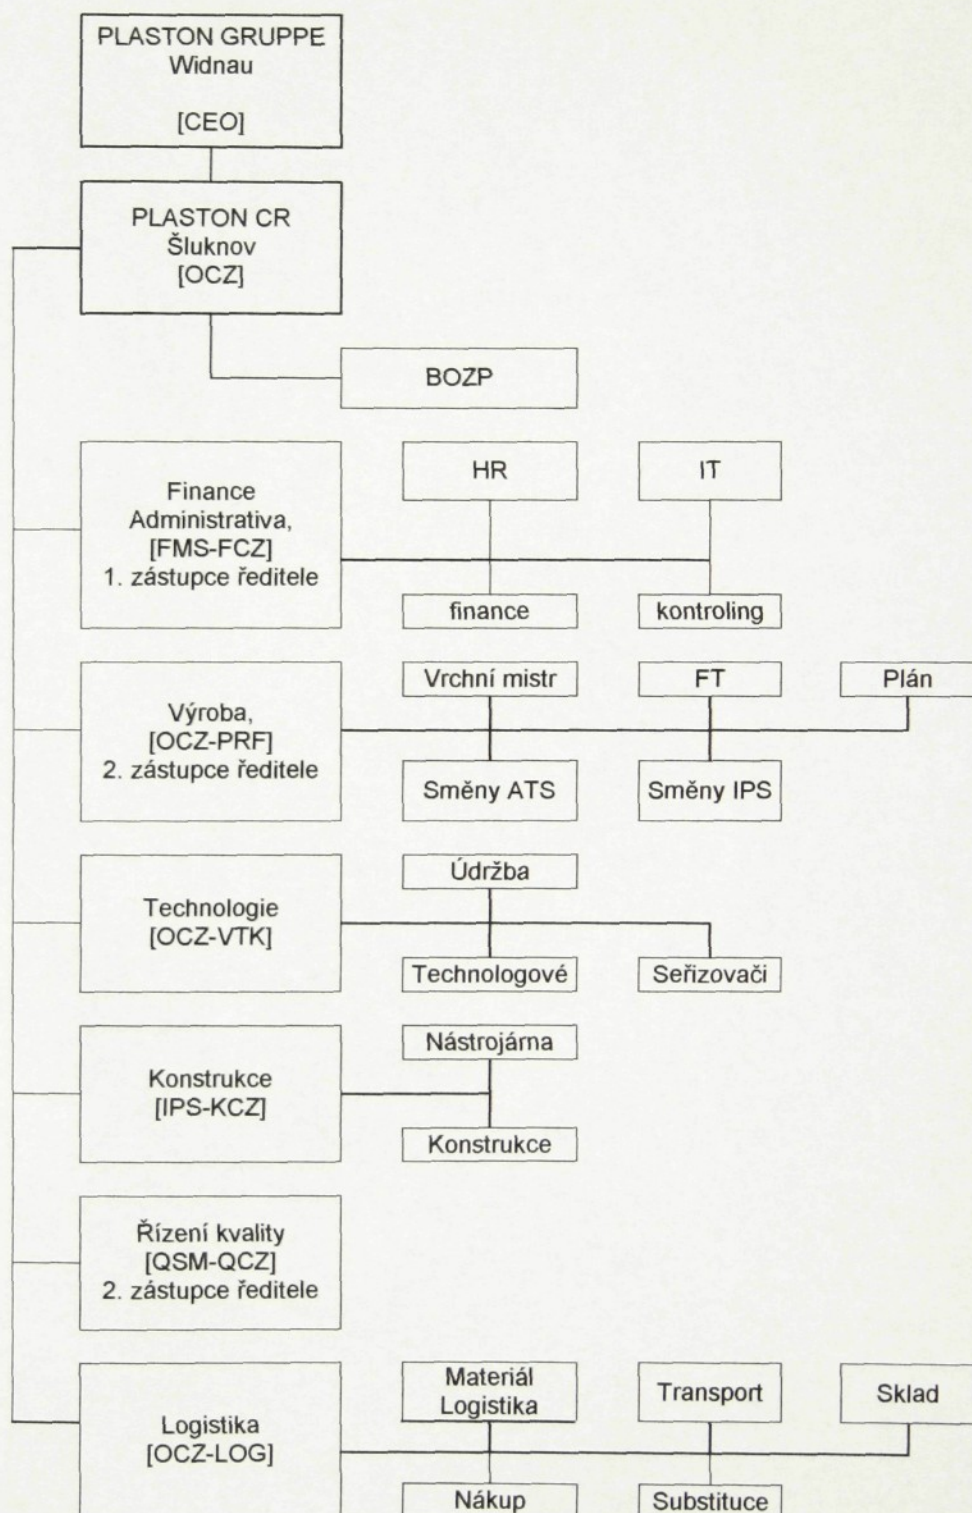 PLASTON GRUPPE
Widnau
[CEO]
PLASTON CR
Šluknov
[OCZ]
BOZP
Finance
Administrativa,
[FMS-FCZ]
1. zástupce ředitele
HR
IT
finance
kontroling
Výroba,
[OCZ-PRF]
2. zástupce ředitele
Vrchní mistr
FT
Plán
Směny ATS
Směny IPS
Technologie
[OCZ-VTK]
Údržba
Technologové
Seřizovači
Konstrukce
[IPS-KCZ]
Nástrojárna
Konstrukce
Řízení kvality
[QSM-QCZ]
2. zástupce ředitele
Logistika
[OCZ-LOG]
Materiál
Logistika
Transport
Sklad
Nákup
Substituce